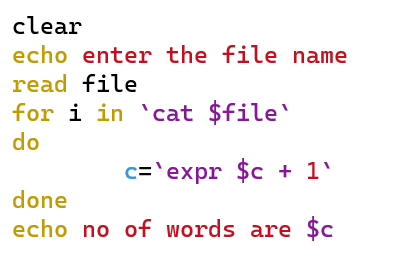 clear
echo enter the file name
read file
for i in `cat $file`
do
        c=`expr $c + 1`
done
echo no of words are $c